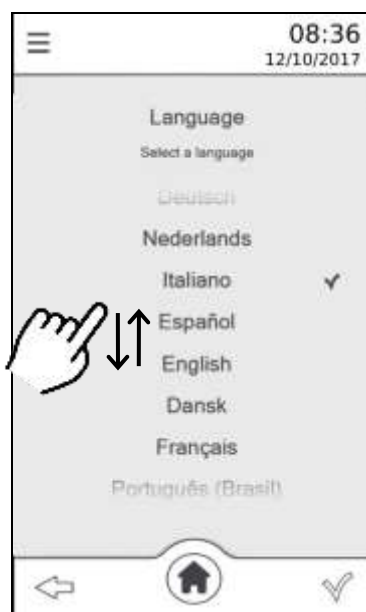 08:36
12/10/2017
Language
Select a language
Deutsch
Nederlands
Italiano
Español
English
Dansk
Français
Português (Brasil)